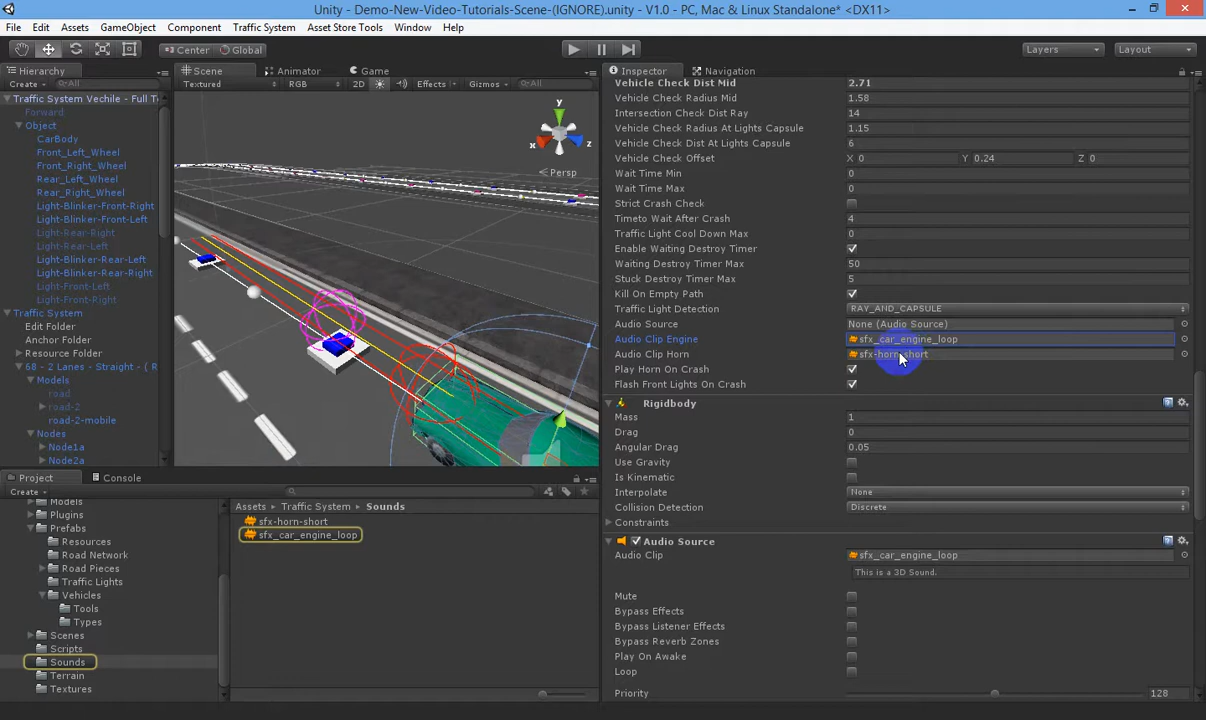 Unity - Demo-New-Video-Tutorials-Scene-(IGNORE).unity - V1.0 - PC, Mac & Linux Standalone* <DX11>
File Edit Assets GameObject Component Traffic System Asset Store Tools Window Help
Center Global Layers Layout
Hierarchy
Create All
Traffic System Vechile - Full T
Forward
Object
CarBody
Front_Left_Wheel
Front_Right_Wheel
Rear_Left_Wheel
Rear_Right_Wheel
Light-Blinker-Front-Right
Light-Blinker-Front-Left
Light-Rear-Right
Light-Rear-Left
Light-Blinker-Rear-Left
Light-Blinker-Rear-Right
Light-Front-Left
Light-Front-Right
Traffic System
Edit Folder
Anchor Folder
Resources Folder
68 - 2 Lanes - Straight - ( R
Models
road
road-2
road-2-mobile
Nodes
Node1a
Node2a
Scene Animator Game
Textured RGB 2D Effects Gizmos All
y
x
z
Persp
Project Console
Create
Models
Plugins
Prefabs
Resources
Road Network
Road Pieces
Traffic Lights
Vehicles
Tools
Types
Scenes
Scripts
Sounds
Terrain
Textures
Assets Traffic System Sounds
sfx-horn-short
sfx_car_engine_loop
Inspector Navigation
Vehicle Check Dist Mid 2.71
Vehicle Check Radius Mid 1.58
Intersection Check Dist Ray 14
Vehicle Check Radius At Lights Capsule 1.15
Vehicle Check Dist At Lights Capsule 6
Vehicle Check Offset X 0 Y 0.24 Z 0
Wait Time Min 0
Wait Time Max 0
Strict Crash Check
Timeto Wait After Crash 4
Traffic Light Cool Down Max 0
Enable Waiting Destroy Timer
Waiting Destroy Timer Max 50
Stuck Destroy Timer Max 5
Kill On Empty Path
Traffic Light Detection RAY_AND_CAPSULE
Audio Source None (Audio Source)
Audio Clip Engine sfx_car_engine_loop
Audio Clip Horn sfx-horn-short
Play Horn On Crash
Flash Front Lights On Crash
Rigidbody
Mass 1
Drag 0
Angular Drag 0.05
Use Gravity
Is Kinematic
Interpolate None
Collision Detection Discrete
Constraints
Audio Source
Audio Clip sfx_car_engine_loop
This is a 3D Sound.
Mute
Bypass Effects
Bypass Listener Effects
Bypass Reverb Zones
Play On Awake
Loop
Priority 128